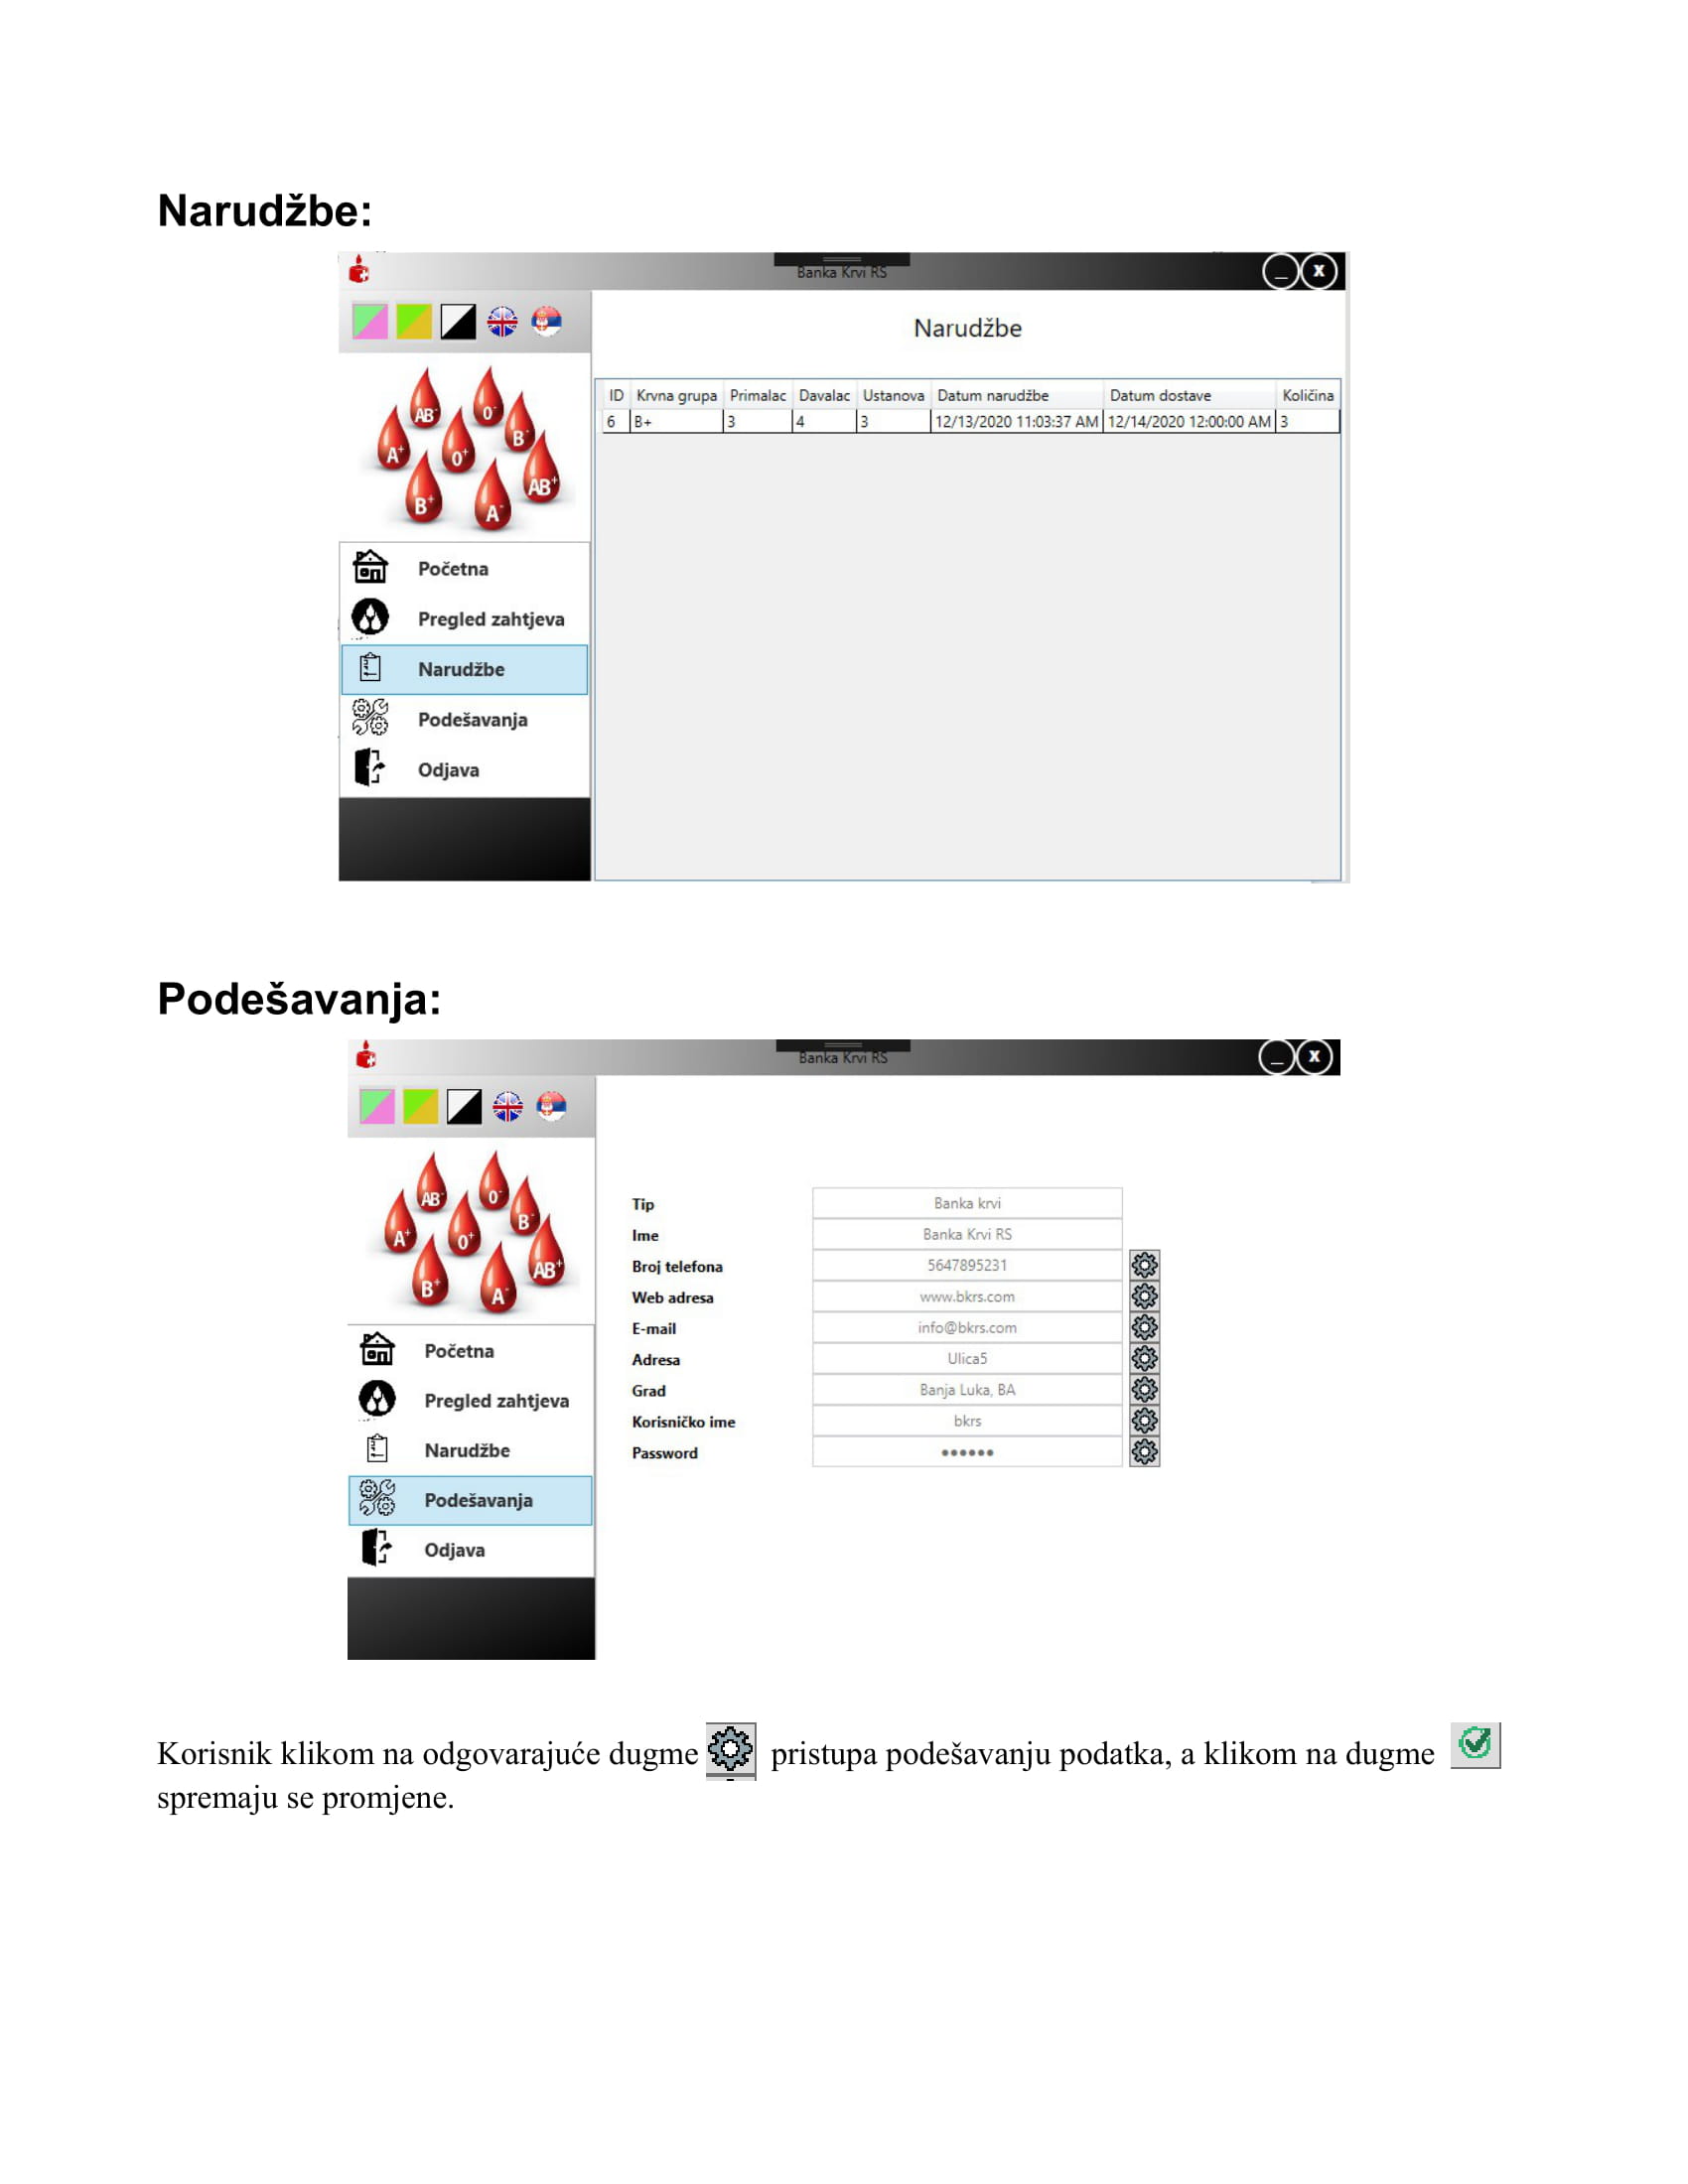 Narudžbe:
Banka Krvi RS
_ X
Narudžbe
AB-
0-
B-
A+
0+
AB+
B+
A-
ID Krvna grupa Primalac Davalac Ustanova Datum narudžbe Datum dostave Količina
6 B+ 3 4 3 12/13/2020 11:03:37 AM 12/14/2020 12:00:00 AM 3
Početna
Pregled zahtjeva
Narudžbe
Podešavanja
Odjava
Podešavanja:
Banka Krvi RS
_ X
AB-
0-
B-
A+
0+
AB+
B+
A-
Početna
Pregled zahtjeva
Narudžbe
Podešavanja
Odjava
Tip Banka krvi
Ime Banka Krvi RS
Broj telefona 5647895231
Web adresa www.bkrs.com
E-mail info@bkrs.com
Adresa Ulica5
Grad Banja Luka, BA
Korisničko ime bkrs
Password ●●●●●●
Korisnik klikom na odgovarajuće dugme pristupa podešavanju podatka, a klikom na dugme
spremaju se promjene.